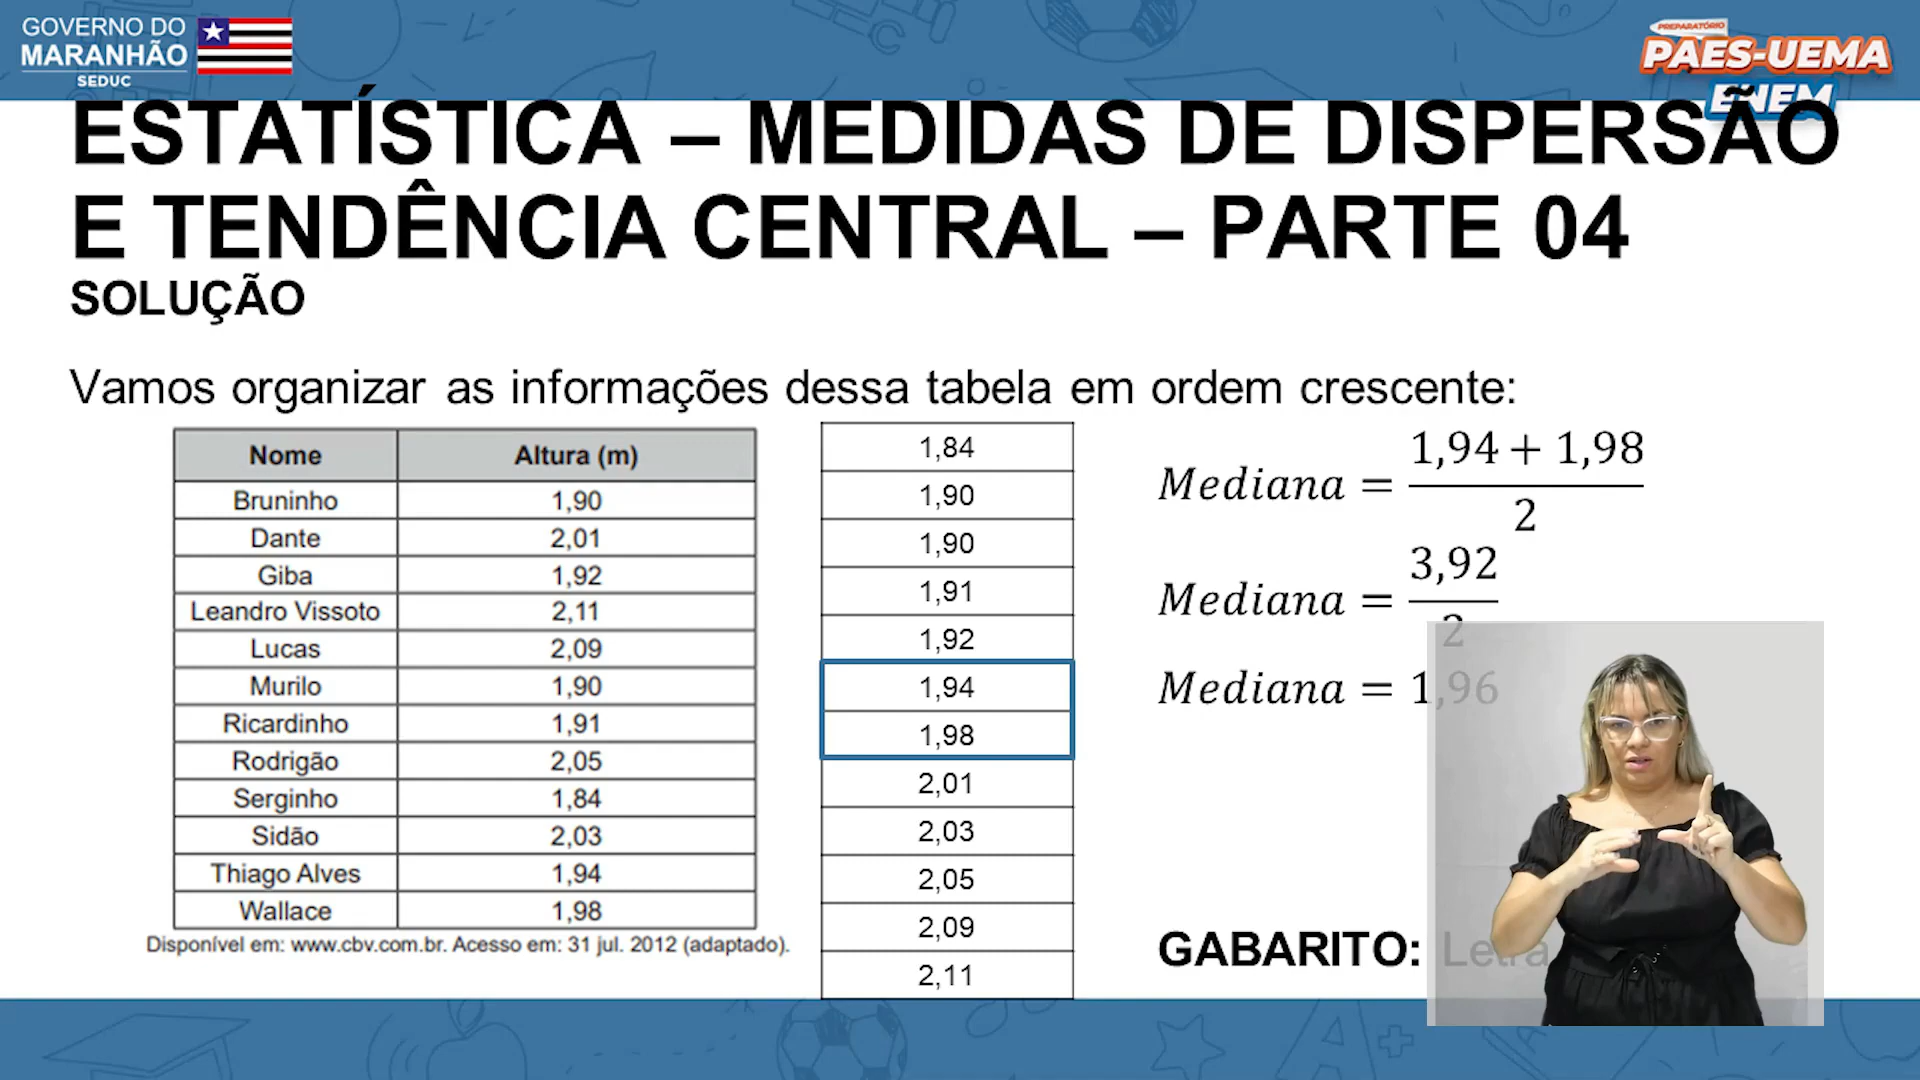 GOVERNO DO
MARANHÃO
SEDUC
PREPARATÓRIO
PAES-UEMA
ENEM
ESTATÍSTICA – MEDIDAS DE DISPERSÃO
E TENDÊNCIA CENTRAL – PARTE 04
SOLUÇÃO
Vamos organizar as informações dessa tabela em ordem crescente:
Nome Altura (m)
Bruninho 1,90
Dante 2,01
Giba 1,92
Leandro Vissoto 2,11
Lucas 2,09
Murilo 1,90
Ricardinho 1,91
Rodrigão 2,05
Serginho 1,84
Sidão 2,03
Thiago Alves 1,94
Wallace 1,98
Disponível em: www.cbv.com.br. Acesso em: 31 jul. 2012 (adaptado).
1,84
1,90
1,90
1,91
1,92
1,94
1,98
2,01
2,03
2,05
2,09
2,11
Mediana = (1,94 + 1,98) / 2
Mediana = 3,92 / 2
Mediana = 1,96
GABARITO: Letra